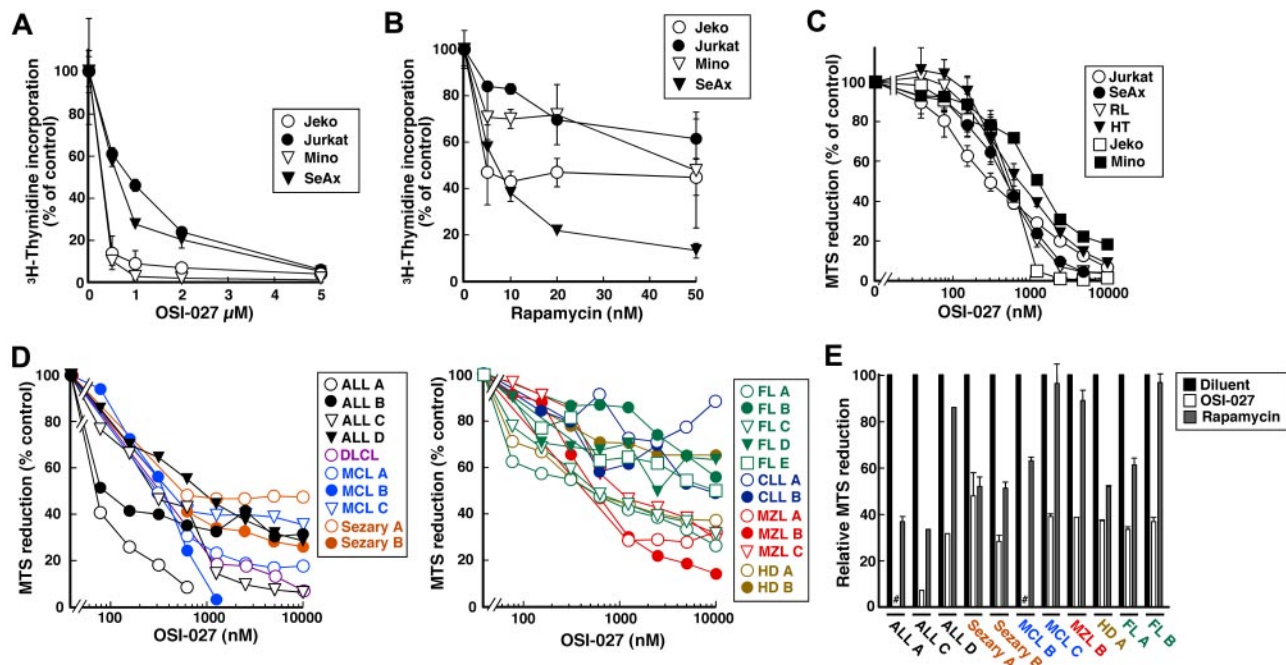 A
³H-Thymidine incorporation
(% of control)
100
80
60
40
20
0
0 1 2 3 4 5
OSI-027 µM
Jeko
Jurkat
Mino
SeAx
B
³H-Thymidine incorporation
(% of control)
100
80
60
40
20
0
0 10 20 30 40 50
Rapamycin (nM)
Jeko
Jurkat
Mino
SeAx
C
MTS reduction (% of control)
100
80
60
40
20
0
0 100 1000 10000
OSI-027 (nM)
Jurkat
SeAx
RL
HT
Jeko
Mino
D
MTS reduction (% control)
100
80
60
40
20
0
100 1000 10000
OSI-027 (nM)
ALL A
ALL B
ALL C
ALL D
DLCL
MCL A
MCL B
MCL C
Sezary A
Sezary B
MTS reduction (% control)
100
80
60
40
20
0
100 1000 10000
OSI-027 (nM)
FL A
FL B
FL C
FL D
FL E
CLL A
CLL B
MZL A
MZL B
MZL C
HD A
HD B
E
Relative MTS reduction
100
80
60
40
20
0
# #
ALL A
ALL C
ALL D
Sezary A
Sezary B
MCL B
MCL C
MZL B
HD A
FL A
FL B
Diluent
OSI-027
Rapamycin